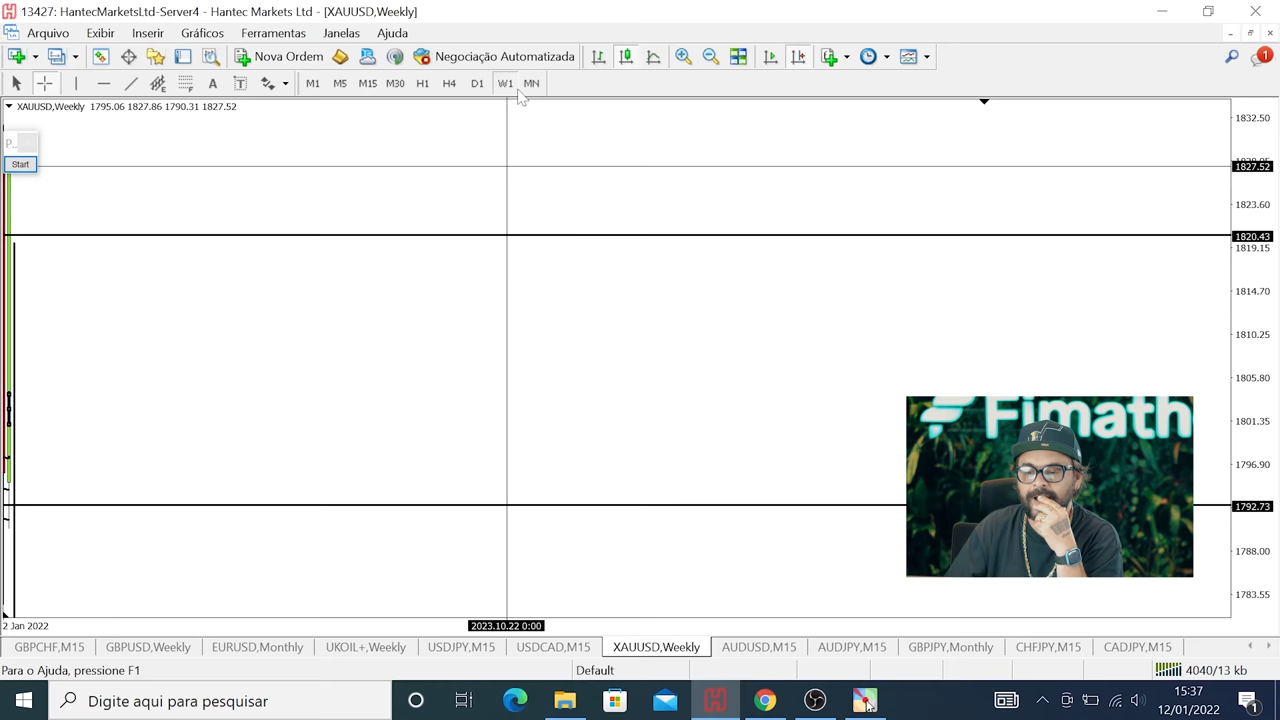 13427: HantecMarketsLtd-Server4 - Hantec Markets Ltd - [XAUUSD,Weekly]
Arquivo Exibir Inserir Gráficos Ferramentas Janelas Ajuda
Nova Ordem Negociação Automatizada 1
A T M1 M5 M15 M30 H1 H4 D1 W1 MN
XAUUSD,Weekly 1795.06 1827.86 1790.31 1827.52
P...
Start
1832.50
1827.52
1823.60
1820.43
1819.15
1814.70
1810.25
1805.80
1801.35
1796.90
1792.73
1788.00
1783.55
Fimath
2 Jan 2022 2023.10.22 0:00
GBPCHF,M15 GBPUSD,Weekly EURUSD,Monthly UKOIL+,Weekly USDJPY,M15 USDCAD,M15 XAUUSD,Weekly AUDUSD,M15 AUDJPY,M15 GBPJPY,Monthly CHFJPY,M15 CADJPY,M15
Para o Ajuda, pressione F1 Default 4040/13 kb
Digite aqui para pesquisar
15:37
12/01/2022
1